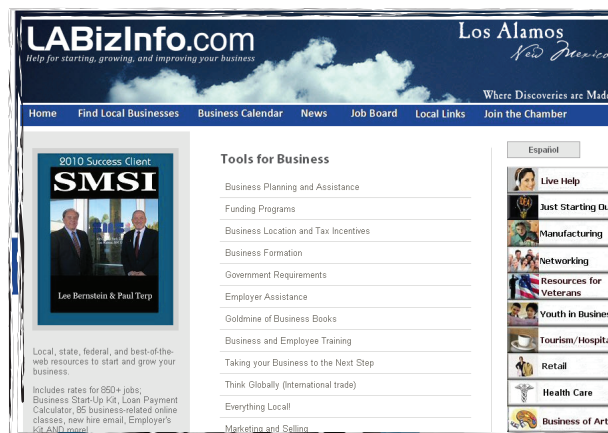 LABizInfo.com
Help for starting, growing, and improving your business
Los Alamos
New Mexico
Where Discoveries are Made
Home Find Local Businesses Business Calendar News Job Board Local Links Join the Chamber
2010 Success Client
SMSI
Lee Bernstein & Paul Terp
Local, state, federal, and best-of-the-
web resources to start and grow your
business.
Includes rates for 850+ jobs;
Business Start-Up Kit, Loan Payment
Calculator, 85 business-related online
classes, new hire email, Employer's
Kit AND more!
Tools for Business
Business Planning and Assistance
Funding Programs
Business Location and Tax Incentives
Business Formation
Government Requirements
Employer Assistance
Goldmine of Business Books
Business and Employee Training
Taking your Business to the Next Step
Think Globally (International trade)
Everything Local!
Marketing and Selling
Español
Live Help
Just Starting Ou
Manufacturing
Networking
Resources for
Veterans
Youth in Busines
Tourism/Hospita
Retail
Health Care
Business of Art